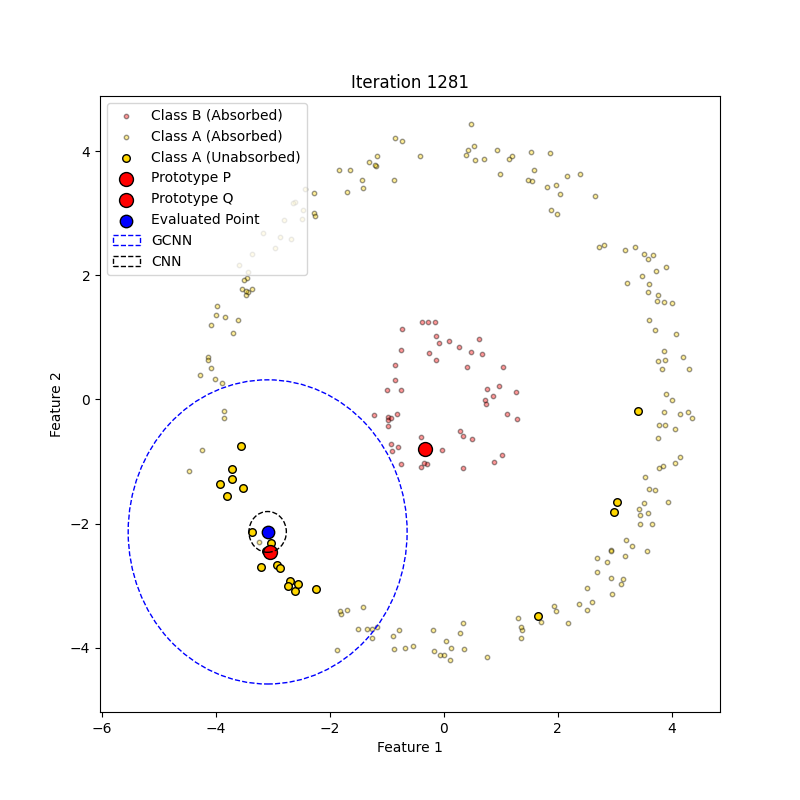 Iteration 1281
Class B (Absorbed)
Class A (Absorbed)
Class A (Unabsorbed)
Prototype P
Prototype Q
Evaluated Point
GCNN
CNN
4
2
0
−2
−4
Feature 2
−6
−4
−2
0
2
4
Feature 1